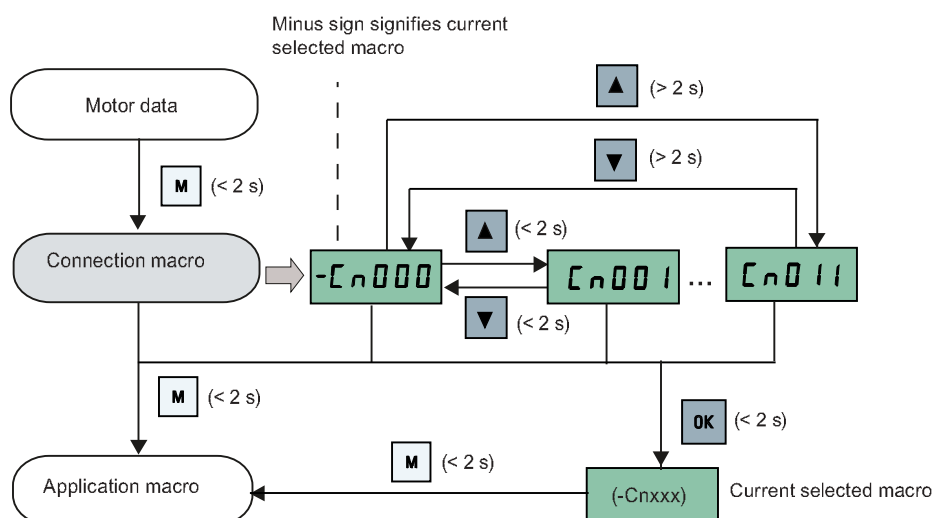 Minus sign signifies current
selected macro
▲ (> 2 s)
Motor data
▼ (> 2 s)
M (< 2 s)
▲ (< 2 s)
Connection macro
-Cn000
Cn001 ... Cn011
▼ (< 2 s)
M (< 2 s)
OK (< 2 s)
M (< 2 s)
Application macro
(-Cnxxx)
Current selected macro